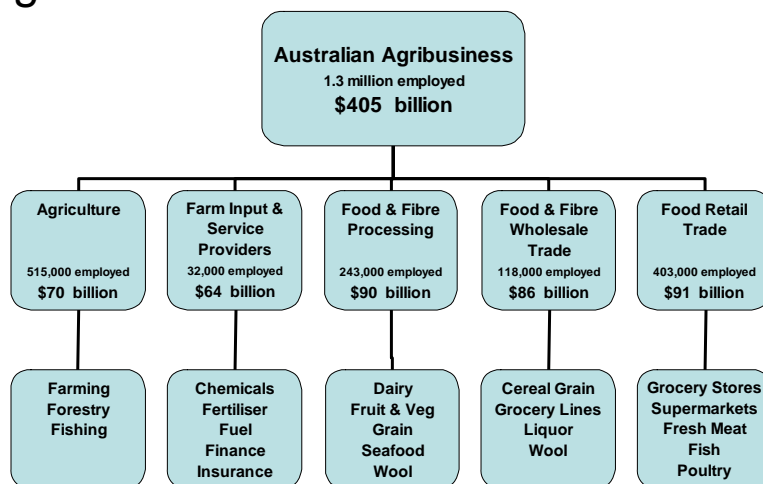 Australian Agribusiness
1.3 million employed
$405 billion
Agriculture
515,000 employed
$70 billion
Farm Input &
Service
Providers
32,000 employed
$64 billion
Food & Fibre
Processing
243,000 employed
$90 billion
Food & Fibre
Wholesale
Trade
118,000 employed
$86 billion
Food Retail
Trade
403,000 employed
$91 billion
Farming
Forestry
Fishing
Chemicals
Fertiliser
Fuel
Finance
Insurance
Dairy
Fruit & Veg
Grain
Seafood
Wool
Cereal Grain
Grocery Lines
Liquor
Wool
Grocery Stores
Supermarkets
Fresh Meat
Fish
Poultry